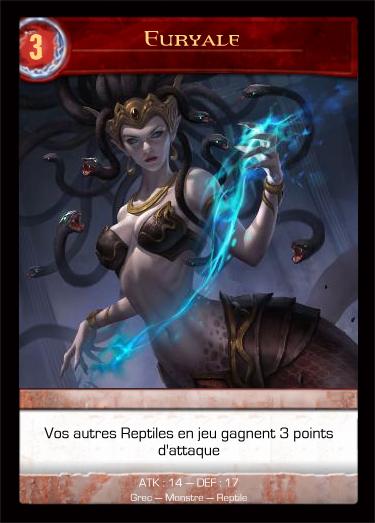 3
Euryale
Vos autres Reptiles en jeu gagnent 3 points
d'attaque
ATK : 14 – DEF : 17
Grec – Monstre – Reptile